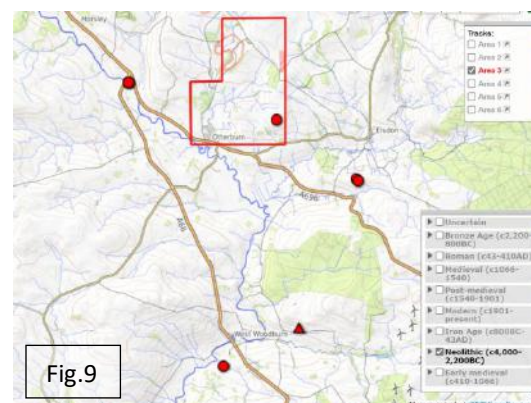 Horsley
Tracks:
Area 1
Area 2
Area 3
Area 4
Area 5
Area 6
Otterburn
Elsdon
A696
A68
Uncertain
Bronze Age (c2,200-
800BC)
Roman (c43-410AD)
Medieval (c1066-
1540)
Post-medieval
(c1540-1901)
Modern (c1901-
present)
Iron Age (c800BC-
43AD)
Neolithic (c4,000-
2,200BC)
Early medieval
(c410-1066)
West Woodburn
Fig.9